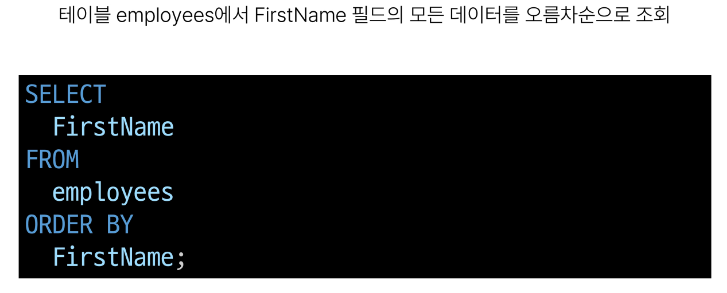 테이블 employees에서 FirstName 필드의 모든 데이터를 오름차순으로 조회
SELECT
  FirstName
FROM
  employees
ORDER BY
  FirstName;